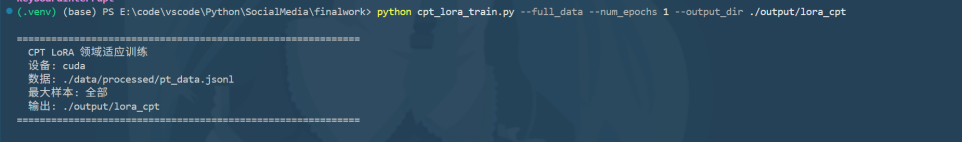 (.venv) (base) PS E:\code\vscode\Python\SocialMedia\finalwork> python cpt_lora_train.py --full_data --num_epochs 1 --output_dir ./output/lora_cpt
============================================================
CPT LoRA 领域适应训练
设备: cuda
数据: ./data/processed/pt_data.jsonl
最大样本: 全部
输出: ./output/lora_cpt
============================================================